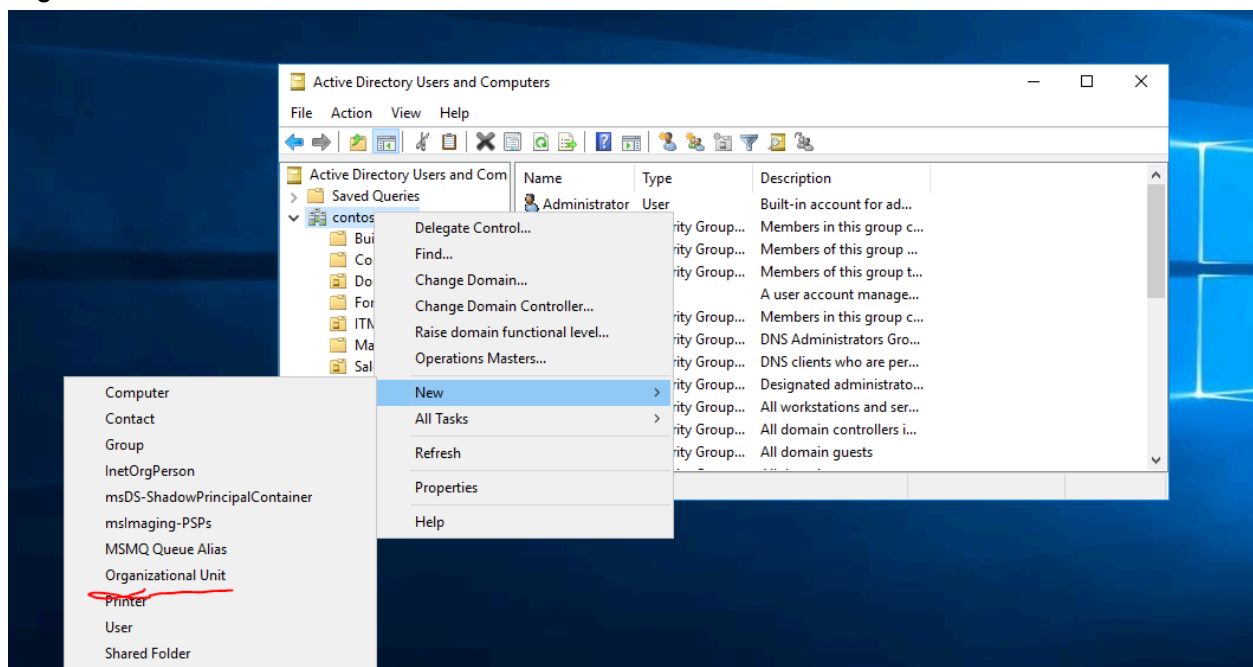 Active Directory Users and Computers
File Action View Help
Active Directory Users and Com
Saved Queries
contos
Bui
Co
Do
For
ITM
Ma
Sal
Name Type Description
Administrator User Built-in account for ad...
rity Group... Members in this group c...
rity Group... Members of this group ...
rity Group... Members of this group t...
A user account manage...
rity Group... Members in this group c...
rity Group... DNS Administrators Gro...
rity Group... DNS clients who are per...
rity Group... Designated administrato...
rity Group... All workstations and ser...
rity Group... All domain controllers i...
rity Group... All domain guests
Delegate Control...
Find...
Change Domain...
Change Domain Controller...
Raise domain functional level...
Operations Masters...
New
All Tasks
Refresh
Properties
Help
Computer
Contact
Group
InetOrgPerson
msDS-ShadowPrincipalContainer
msImaging-PSPs
MSMQ Queue Alias
Organizational Unit
Printer
User
Shared Folder